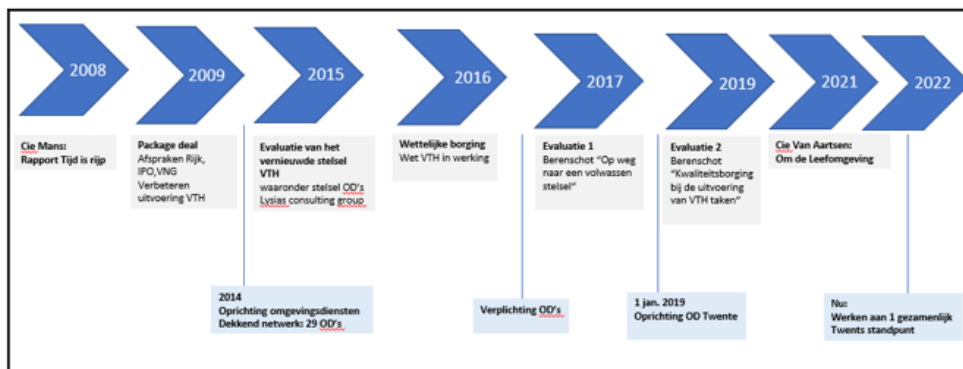 2008
2009
2015
2016
2017
2019
2021
2022
Cie Mans:
Rapport Tijd is rijp
Package deal
Afspraken Rijk,
IPO,VNG
Verbeteren
uitvoering VTH
Evaluatie van het
vernieuwde stelsel
VTH
waaronder stelsel OD's
Lysias consulting group
Wettelijke borging
Wet VTH in werking
Evaluatie 1
Berenschot "Op weg
naar een volwassen
stelsel"
Evaluatie 2
Berenschot
"Kwaliteitsborging
bij de uitvoering
van VTH taken"
Cie Van Aartsen:
Om de Leefomgeving
2014
Oprichting omgevingsdiensten
Dekkend netwerk: 29 OD's
Verplichting OD's
1 jan. 2019
Oprichting OD Twente
Nu:
Werken aan 1 gezamenlijk
Twents standpunt